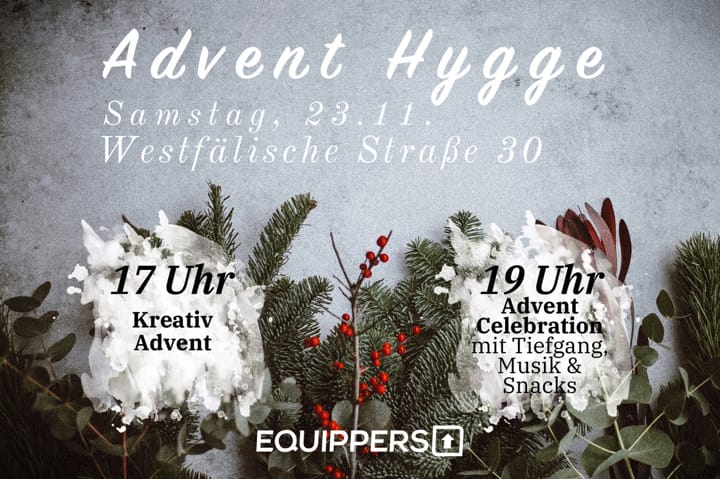 Advent Hygge
Samstag, 23.11.
Westfälische Straße 30
17 Uhr
Kreativ
Advent
19 Uhr
Advent
Celebration
mit Tiefgang,
Musik &
Snacks
EQUIPPERS